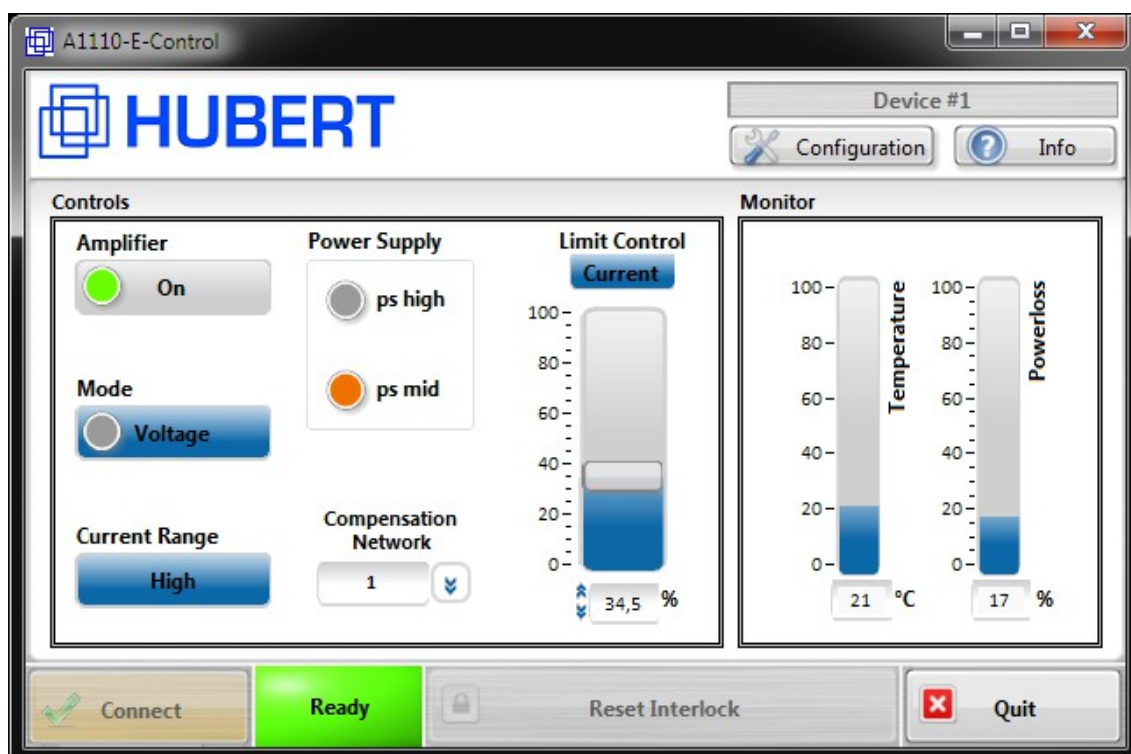 A1110-E-Control
HUBERT
Device #1
Configuration
Info
Controls
Amplifier
On
Mode
Voltage
Current Range
High
Power Supply
ps high
ps mid
Compensation
Network
1
Limit Control
Current
100
80
60
40
20
0
34,5 %
Monitor
100
80
60
40
20
0
Temperature
21 °C
100
80
60
40
20
0
Powerloss
17 %
Connect
Ready
Reset Interlock
Quit